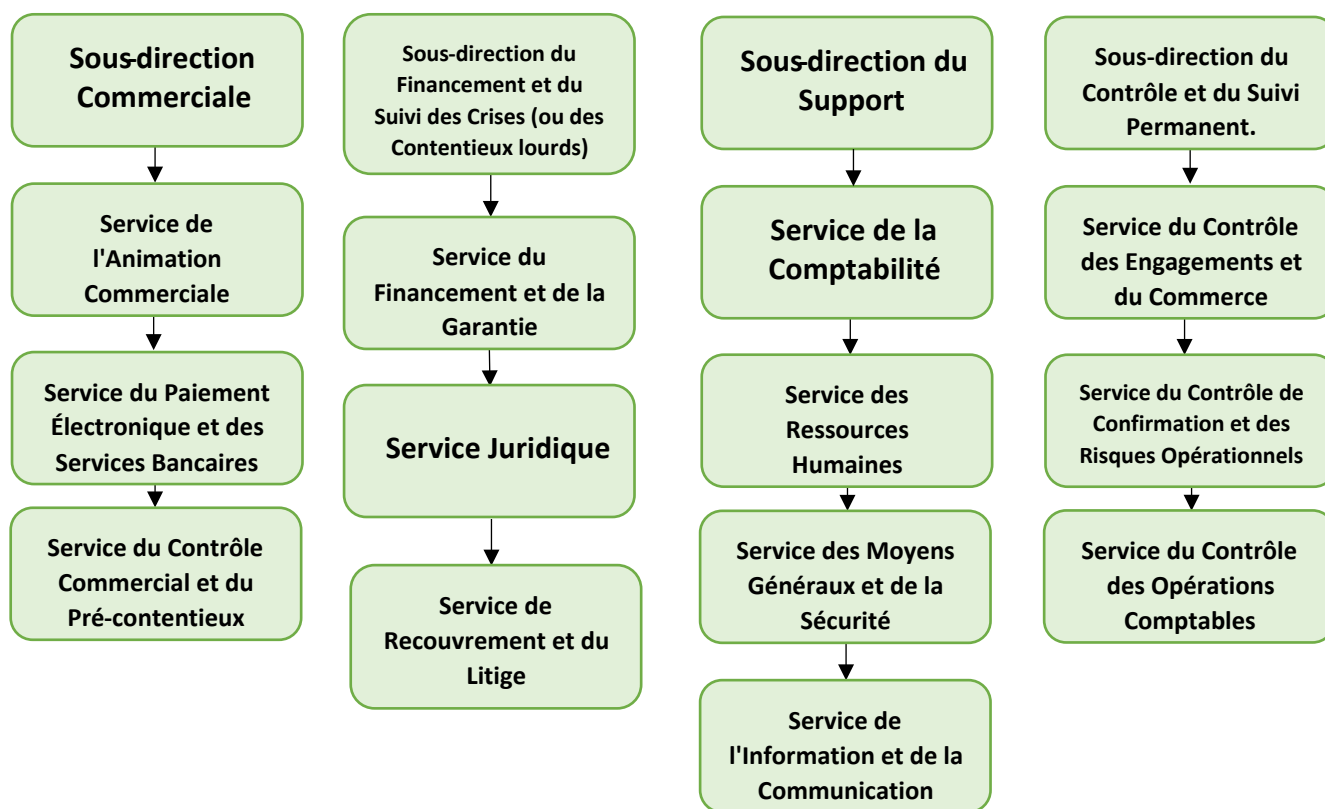 Sous-direction
Commerciale
Service de
l'Animation
Commerciale
Service du Paiement
Électronique et des
Services Bancaires
Service du Contrôle
Commercial et du
Pré-contentieux
Sous-direction du
Financement et du
Suivi des Crises (ou des
Contentieux lourds)
Service du
Financement et de la
Garantie
Service Juridique
Service de
Recouvrement et du
Litige
Sous-direction du
Support
Service de la
Comptabilité
Service des
Ressources
Humaines
Service des Moyens
Généraux et de la
Sécurité
Service de
l'Information et de la
Communication
Sous-direction du
Contrôle et du Suivi
Permanent.
Service du Contrôle
des Engagements et
du Commerce
Service du Contrôle de
Confirmation et des
Risques Opérationnels
Service du Contrôle
des Opérations
Comptables